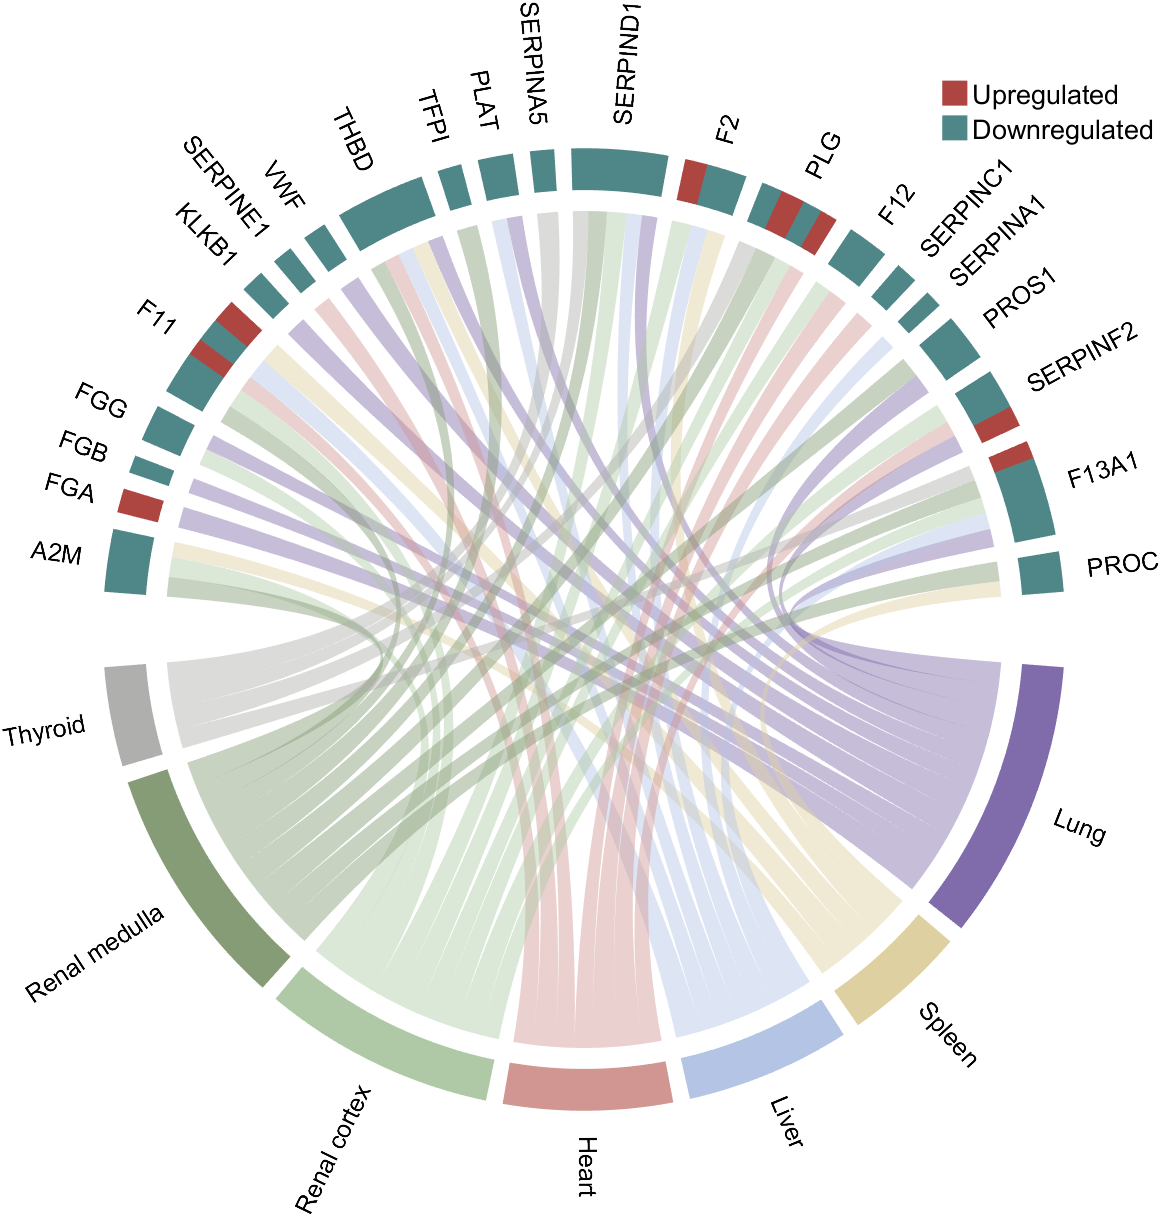 Upregulated
Downregulated
A2M
FGA
FGB
FGG
F11
KLKB1
SERPINE1
VWF
THBD
TFPI
PLAT
SERPINA5
SERPIND1
F2
PLG
F12
SERPINC1
SERPINA1
PROS1
SERPINF2
F13A1
PROC
Lung
Spleen
Liver
Heart
Renal cortex
Renal medulla
Thyroid